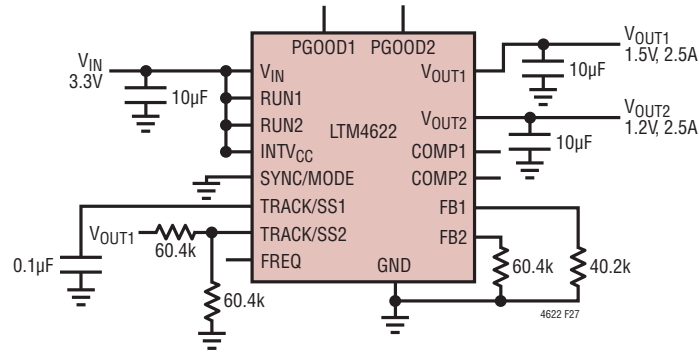 PGOOD1 PGOOD2
V_IN
3.3V
10µF
V_IN
RUN1
RUN2
INTV_CC
SYNC/MODE
TRACK/SS1
TRACK/SS2
FREQ
LTM4622
GND
V_OUT1
V_OUT2
COMP1
COMP2
FB1
FB2
V_OUT1
1.5V, 2.5A
10µF
V_OUT2
1.2V, 2.5A
10µF
V_OUT1
60.4k
0.1µF
60.4k
60.4k
40.2k
4622 F27